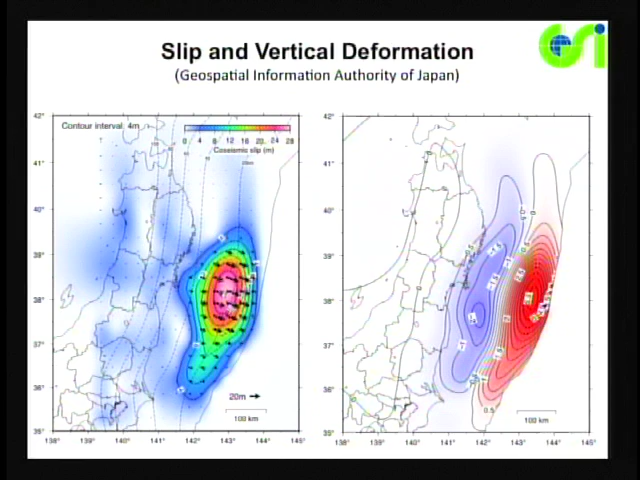 GSi
Slip and Vertical Deformation
(Geospatial Information Authority of Japan)
42°
41°
40°
39°
38°
37°
36°
35°
Contour interval 4m
0 4 8 12 16 20 24 28
Coseismic slip (m)
20m
100 km
138° 139° 140° 141° 142° 143° 144° 145°
42°
41°
40°
39°
38°
37°
36°
35°
0.5
100 km
138° 139° 140° 141° 142° 143° 144° 145°